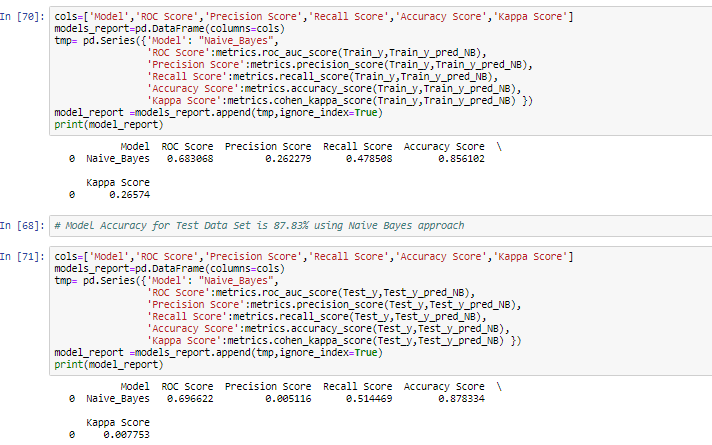 In [70]: cols=['Model','ROC Score','Precision Score','Recall Score','Accuracy Score','Kappa Score']
models_report=pd.DataFrame(columns=cols)
tmp= pd.Series({'Model': "Naive_Bayes",
'ROC Score':metrics.roc_auc_score(Train_y,Train_pred_NB),
'Precision Score':metrics.precision_score(Train_y,Train_y_pred_NB),
'Recall Score':metrics.recall_score(Train_y,Train_y_pred_NB),
'Accuracy Score':metrics.accuracy_score(Train_y,Train_y_pred_NB),
'Kappa Score':metrics.cohen_kappa_score(Train_y,Train_y_pred_NB) })
model_report =models_report.append(tmp,ignore_index=True)
print(model_report)
Model ROC Score Precision Score Recall Score Accuracy Score \
0 Naive_Bayes 0.683068 0.262279 0.478508 0.856102
Kappa Score
0 0.26574
In [68]: # Model Accuracy for Test Data Set is 87.83% using Naive Bayes approach
In [71]: cols=['Model','ROC Score','Precision Score','Recall Score','Accuracy Score','Kappa Score']
models_report=pd.DataFrame(columns=cols)
tmp= pd.Series({'Model': "Naive_Bayes",
'ROC Score':metrics.roc_auc_score(Test_y,Test_y_pred_NB),
'Precision Score':metrics.precision_score(Test_y,Test_y_pred_NB),
'Recall Score':metrics.recall_score(Test_y,Test_y_pred_NB),
'Accuracy Score':metrics.accuracy_score(Test_y,Test_y_pred_NB),
'Kappa Score':metrics.cohen_kappa_score(Test_y,Test_y_pred_NB) })
model_report =models_report.append(tmp,ignore_index=True)
print(model_report)
Model ROC Score Precision Score Recall Score Accuracy Score \
0 Naive_Bayes 0.696622 0.005116 0.514469 0.878334
Kappa Score
0 0.007753